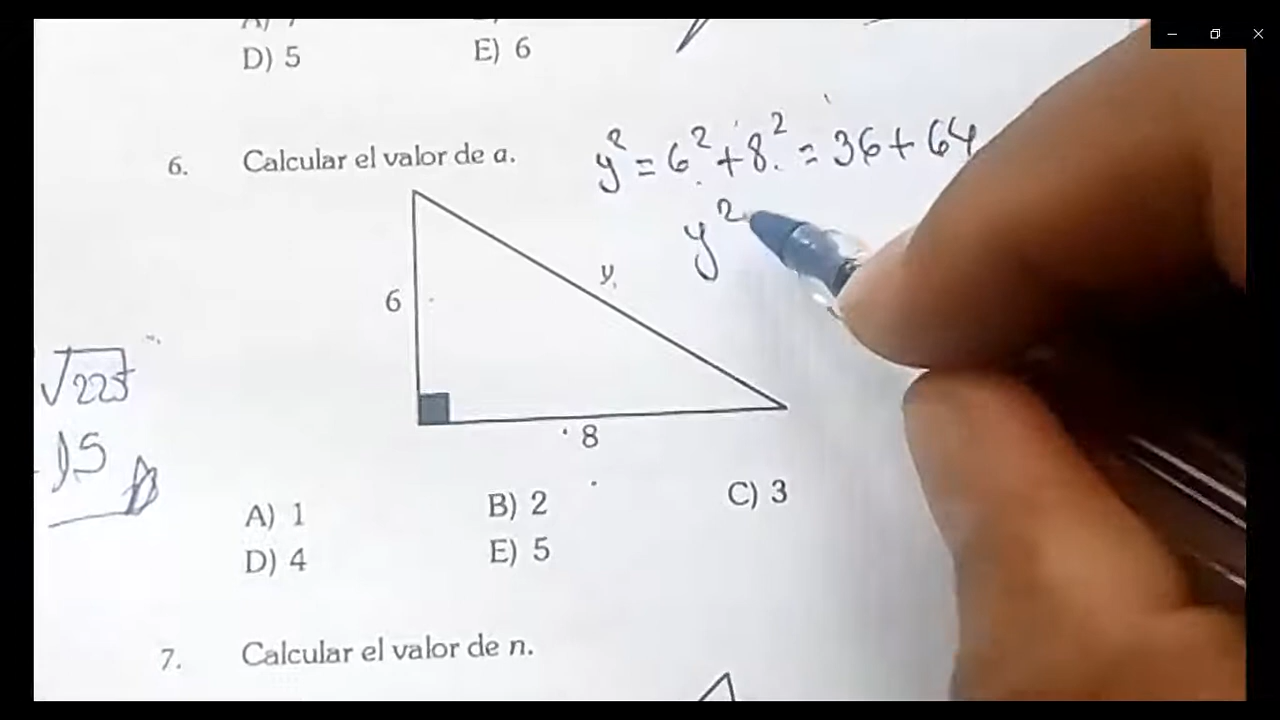 D) 5 E) 6
6. Calcular el valor de a.
y² = 6² + 8² = 36 + 64
y²
y
6
8
√225
15
A) 1 B) 2 C) 3
D) 4 E) 5
7. Calcular el valor de n.